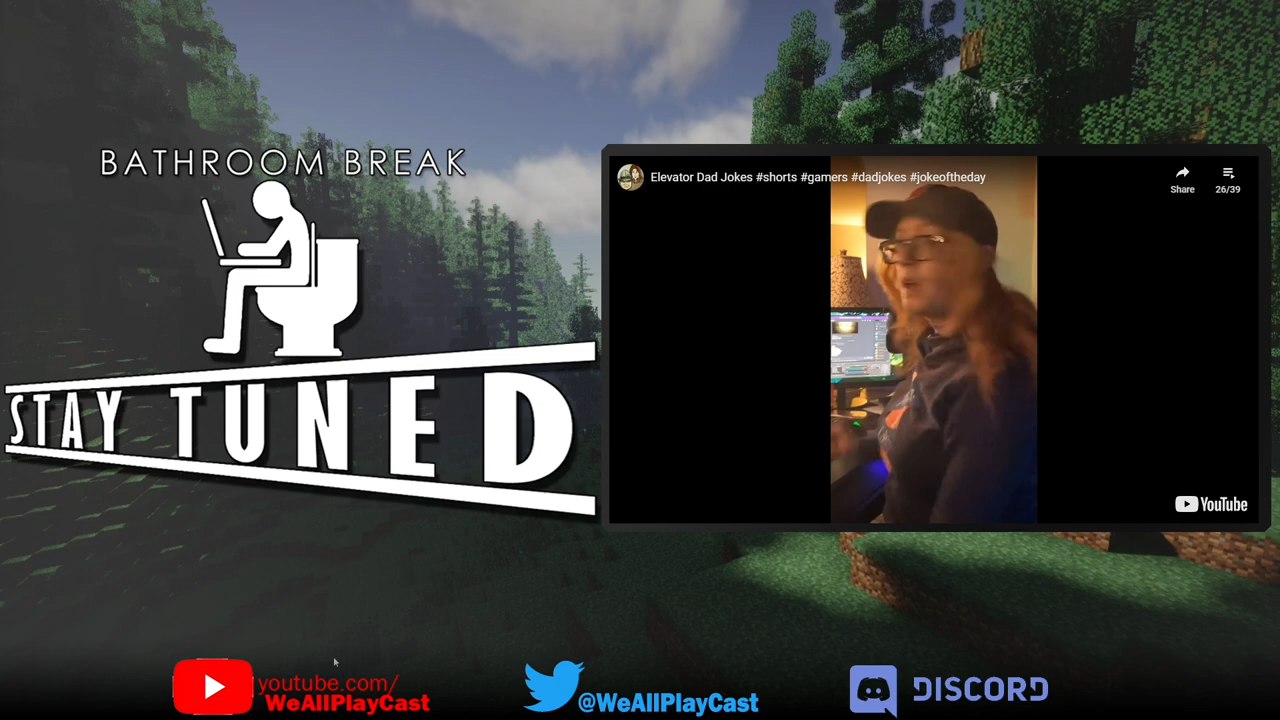 BATHROOM BREAK
STAY TUNED
Elevator Dad Jokes #shorts #gamers #dadjokes #jokeoftheday
Share
26/39
YouTube
youtube.com/
WeAllPlayCast
@WeAllPlayCast
DISCORD